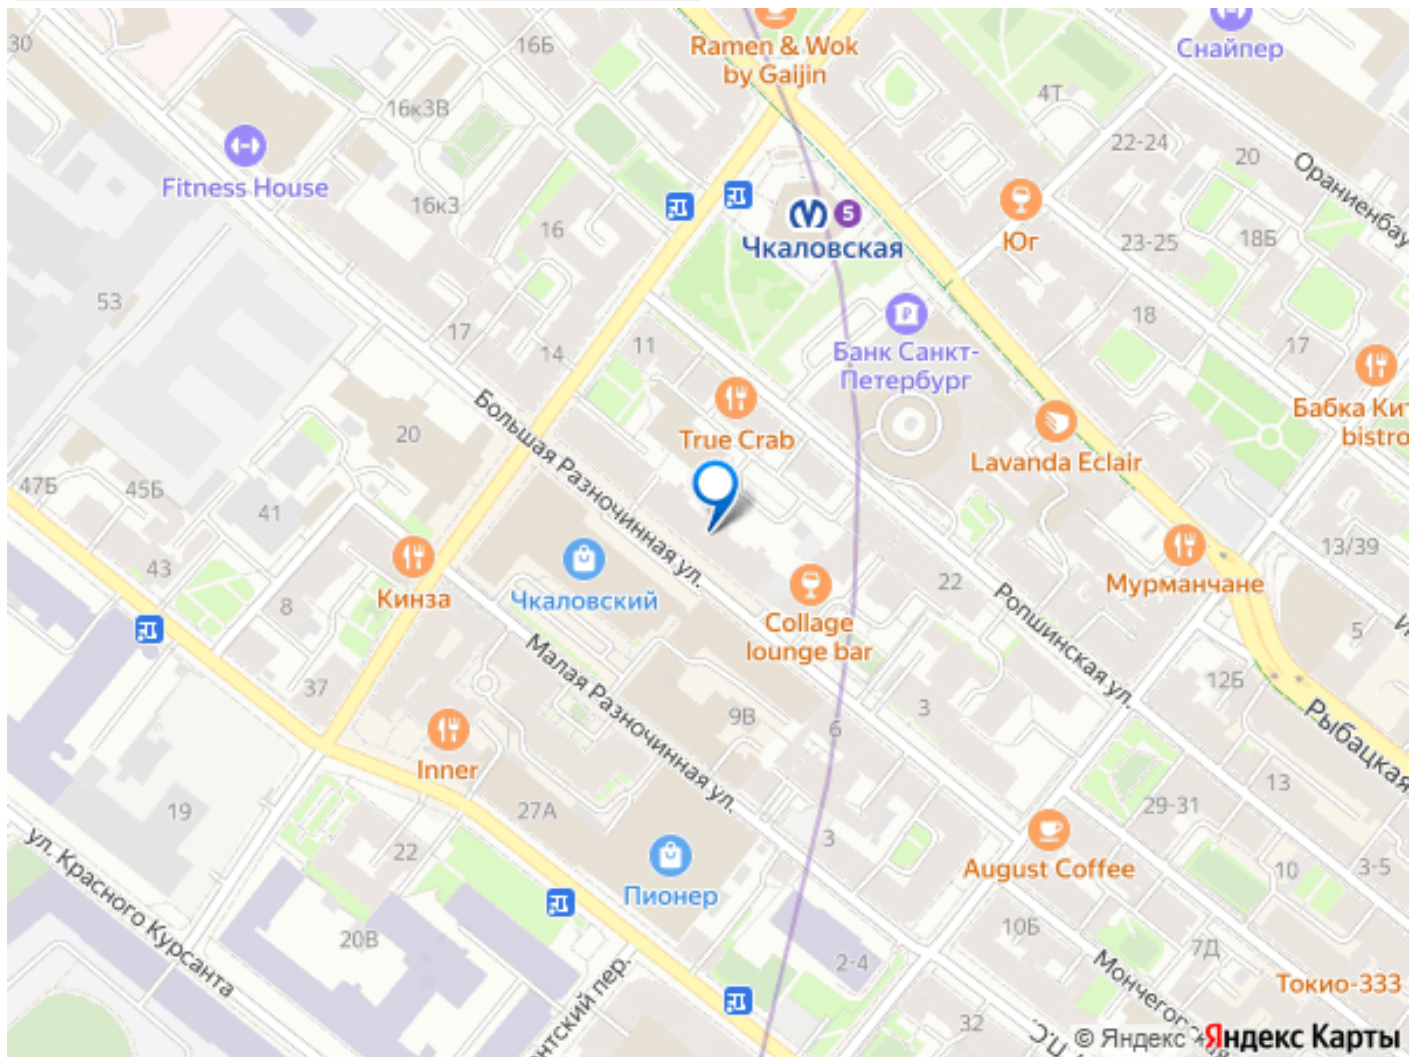 30
16Б
Ramen & Wok
by Gaijin
Снайпер
4Т
16к3В
22-24
20
Fitness House
Ораниенбау
16к3
16
5
Чкаловская
Юг
23-25
18Б
53
17
14
11
Банк Санкт-
Петербург
18
17
True Crab
Бабка Кит
bistro
20
Большая Разночинная ул.
Lavanda Eclair
47Б
45Б
41
43
Кинза
Чкаловский
13/39
Мурманчане
8
Collage
lounge bar
22
Ропшинская ул.
5
Малая Разночинная ул.
37
12Б
3
9В
6
Рыбацкая
Inner
13
19
27А
29-31
ул. Красного Курсанта
22
3
August Coffee
10
3-5
Пионер
10Б
20В
7Д
2-4
Мончегорская
Токио-333
нтский пер.
32
© Яндекс
Яндекс Карты